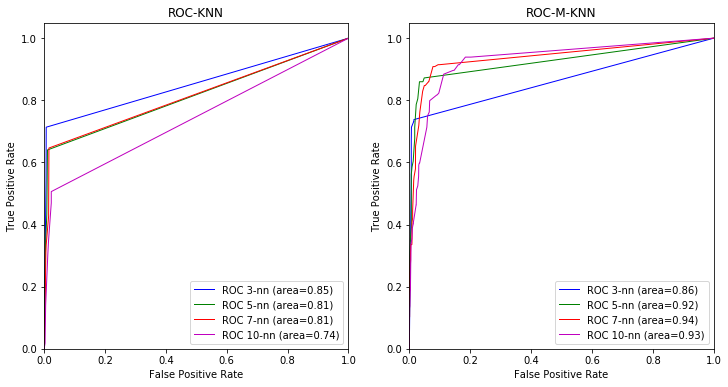 ROC-KNN
1.0
0.8
0.6
0.4
0.2
0.0
True Positive Rate
0.0 0.2 0.4 0.6 0.8 1.0
False Positive Rate
ROC 3-nn (area=0.85)
ROC 5-nn (area=0.81)
ROC 7-nn (area=0.81)
ROC 10-nn (area=0.74)
ROC-M-KNN
1.0
0.8
0.6
0.4
0.2
0.0
True Positive Rate
0.0 0.2 0.4 0.6 0.8 1.0
False Positive Rate
ROC 3-nn (area=0.86)
ROC 5-nn (area=0.92)
ROC 7-nn (area=0.94)
ROC 10-nn (area=0.93)